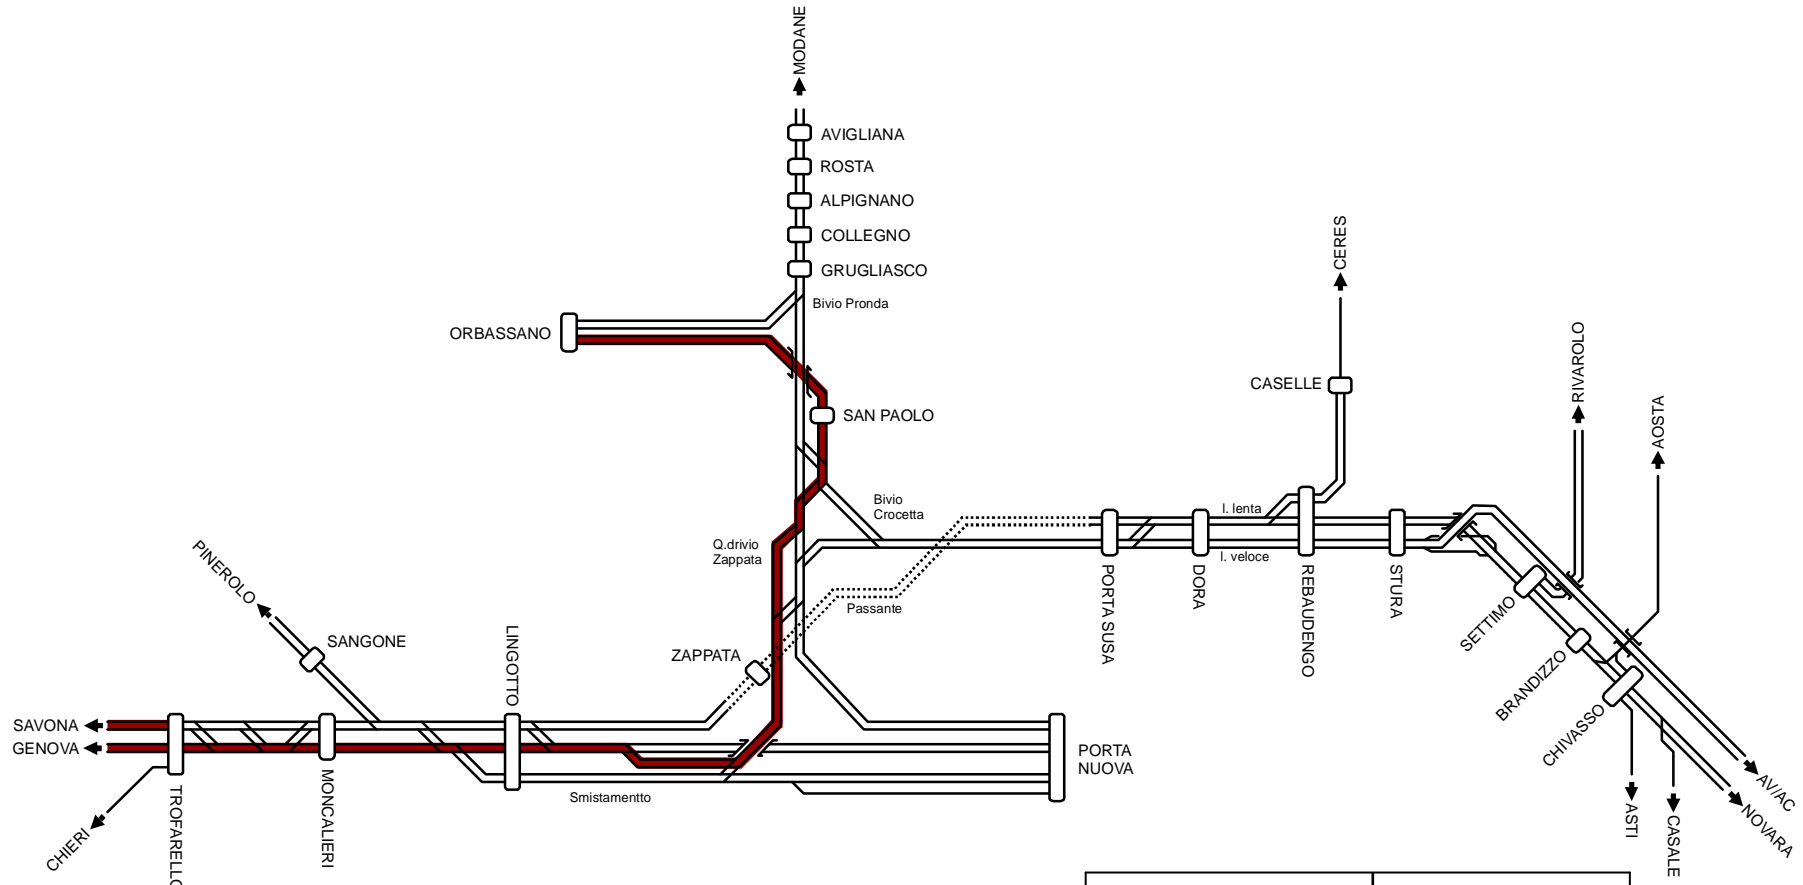 MODANE
AVIGLIANA
ROSTA
ALPIGNANO
COLLEGNO
GRUGLIASCO
Bivio Pronda
ORBASSANO
SAN PAOLO
CERES
CASELLE
RIVAROLO
AOSTA
Bivio
Crocetta
l. lenta
l. veloce
Q.drivio
Zappata
Passante
PORTA SUSA
DORA
REBAUDENGO
STURA
SETTIMO
BRANDIZZO
CHIVASSO
PINEROLO
SANGONE
LINGOTTO
ZAPPATA
SAVONA
GENOVA
CHIERI
TROFARELLO
MONCALIERI
Smistamentto
PORTA
NUOVA
ASTI
CASALE
AV/AC
NOVARA